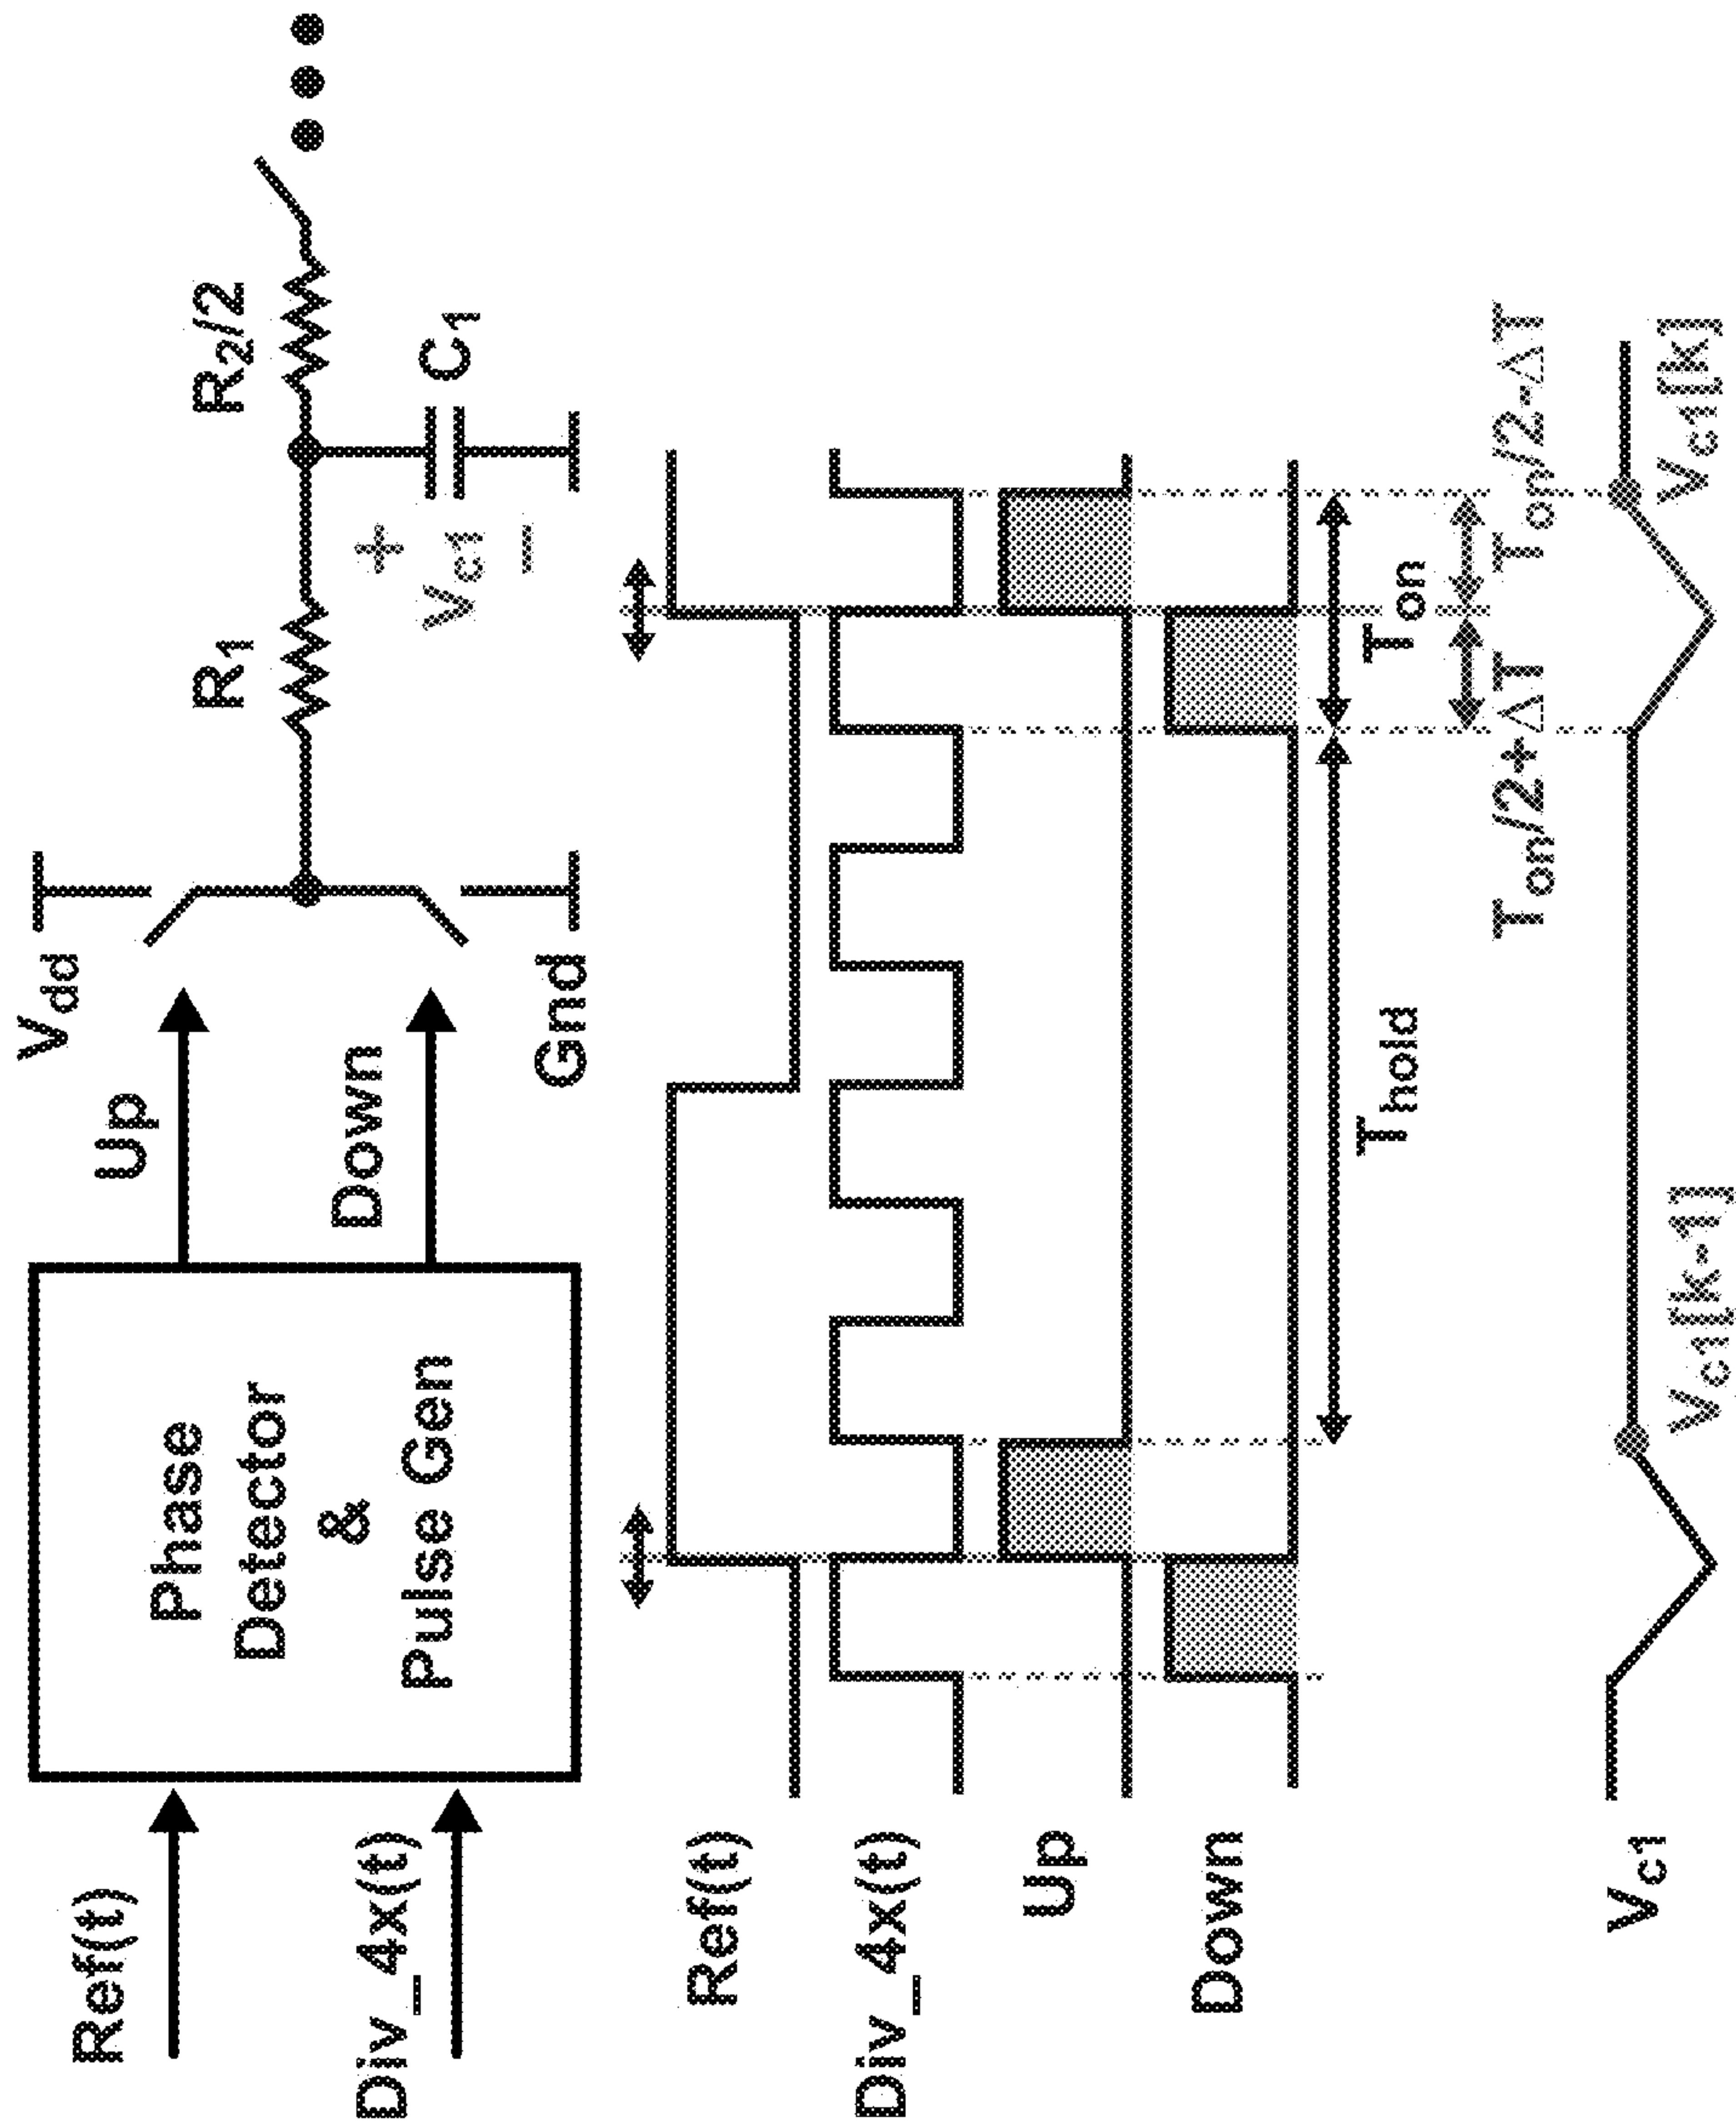 Ref(t)
Div_4x(t)
Phase
Detector
&
Pulse Gen
Up
Down
Vdd
Gnd
R1
R2/2
C1
+
Vc1
−
Ref(t)
Div_4x(t)
Up
Down
Thold
Ton
Ton/2+ΔT
Ton/2-ΔT
Vc1
Vc1[k-1]
Vc1[k]